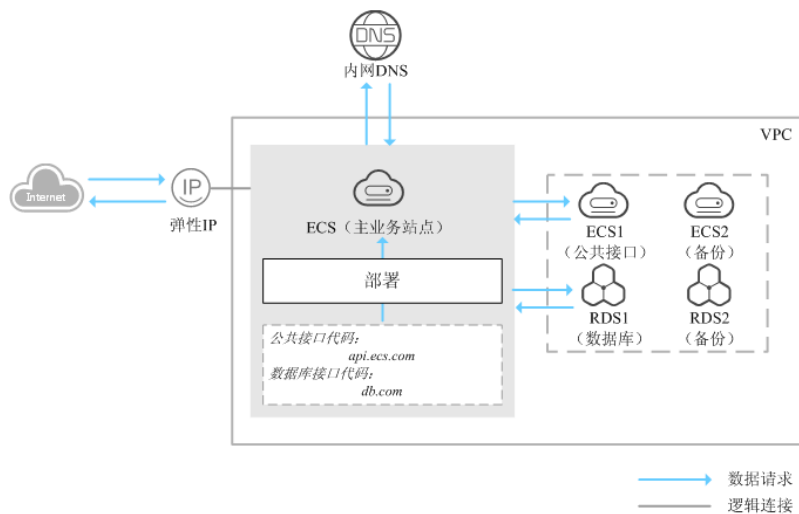 DNS
内网DNS
VPC
Internet
IP
弹性IP
ECS（主业务站点）
部署
公共接口代码：
api.ecs.com
数据库接口代码：
db.com
ECS1
（公共接口）
ECS2
（备份）
RDS1
（数据库）
RDS2
（备份）
数据请求
逻辑连接